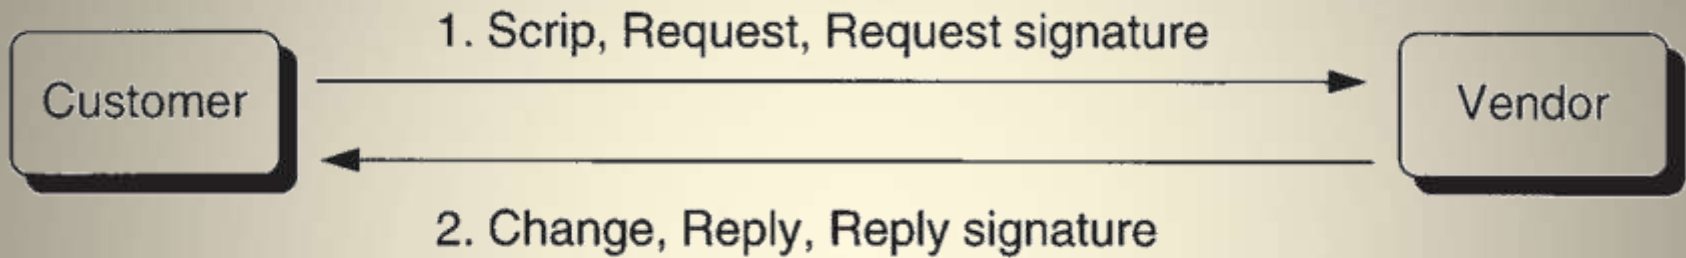 1. Scrip, Request, Request signature
Customer
Vendor
2. Change, Reply, Reply signature